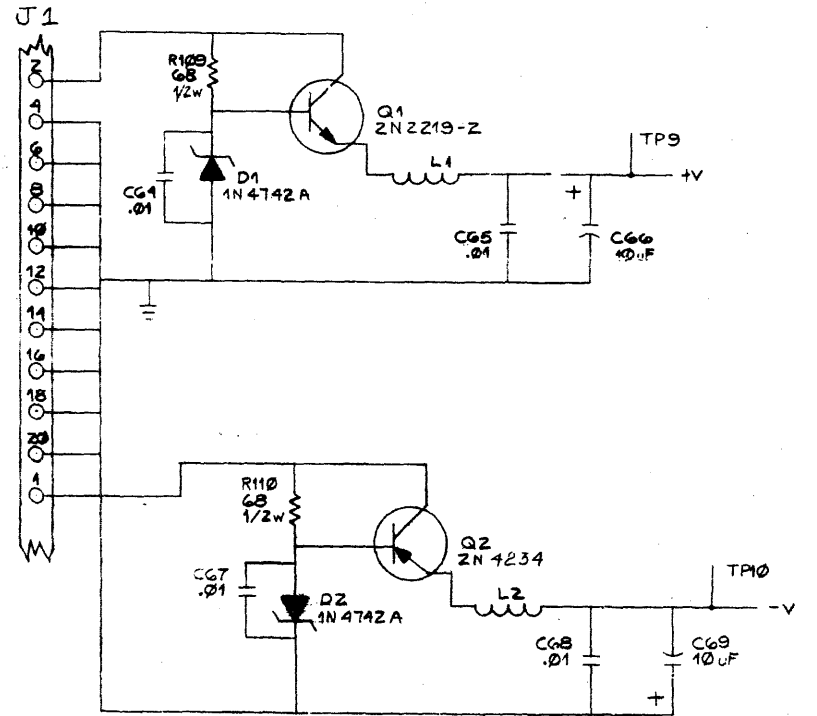 J1
2
4
6
8
10
12
14
16
18
20
1
R109
68
1/2W
Q1
2N2219-2
C64
.01
D1
1N4742A
L1
TP9
+V
C65
.01
+
C66
10uF
R110
68
1/2W
Q2
2N4234
C67
.01
D2
1N4742A
L2
TP10
-V
C68
.01
C69
10uF
+